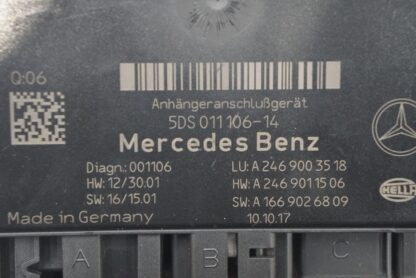 Q:06
Anhängeranschlußgerät
5DS 011 106-14
Mercedes Benz
Diagn.: 001106 LU: A 246 900 35 18
HW: 12/30.01 HW: A 246 901 15 06
SW: 16/15.01 SW: A 166 902 68 09
HELLA
Made in Germany 10.10.17
A B C